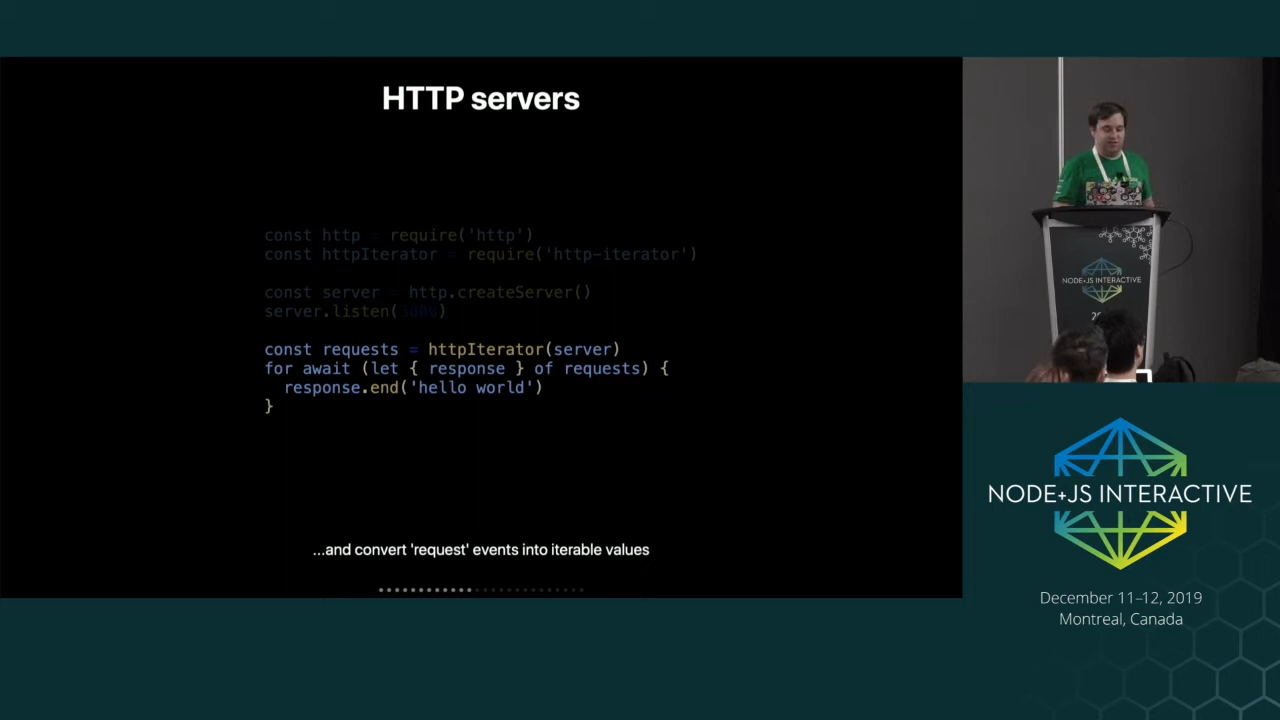 HTTP servers
const http = require('http')
const httpIterator = require('http-iterator')
const server = http.createServer()
server.listen(3000)
const requests = httpIterator(server)
for await (let { response } of requests) {
response.end('hello world')
}
...and convert 'request' events into iterable values
NODE+JS INTERACTIVE
NODE+JS INTERACTIVE
December 11–12, 2019
Montreal, Canada